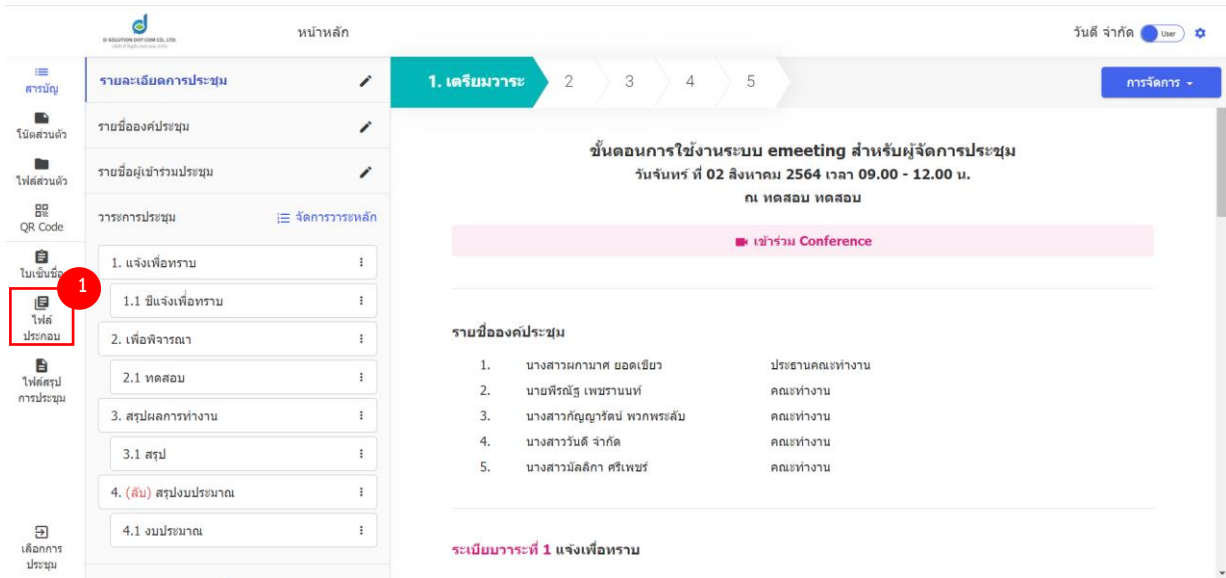 D-SOLUTION DOT COM CO., LTD.
หน้าหลัก
วันดี จำกัด User
สารบัญ
โน๊ตส่วนตัว
ไฟล์ส่วนตัว
QR Code
ใบเซ็นชื่อ
1
ไฟล์
ประกอบ
ไฟล์สรุป
การประชุม
เลือกการ
ประชุม
รายละเอียดการประชุม
รายชื่อองค์ประชุม
รายชื่อผู้เข้าร่วมประชุม
วาระการประชุม จัดการวาระหลัก
1. แจ้งเพื่อทราบ
1.1 ชี้แจ้งเพื่อทราบ
2. เพื่อพิจารณา
2.1 ทดสอบ
3. สรุปผลการทำงาน
3.1 สรุป
4. (ลับ) สรุปงบประมาณ
4.1 งบประมาณ
1. เตรียมวาระ 2 3 4 5
การจัดการ
ขั้นตอนการใช้งานระบบ emeeting สำหรับผู้จัดการประชุม
วันจันทร์ ที่ 02 สิงหาคม 2564 เวลา 09.00 - 12.00 น.
ณ ทดสอบ ทดสอบ
เข้าร่วม Conference
รายชื่อองค์ประชุม
1. นางสาวผกามาศ ยอดเขียว ประธานคณะทำงาน
2. นายพีรณัฐ เพชรานนท์ คณะทำงาน
3. นางสาวกัญญารัตน์ พวกพระลับ คณะทำงาน
4. นางสาววันดี จำกัด คณะทำงาน
5. นางสาวมัลลิกา ศรีเพชร์ คณะทำงาน
ระเบียบวาระที่ 1 แจ้งเพื่อทราบ